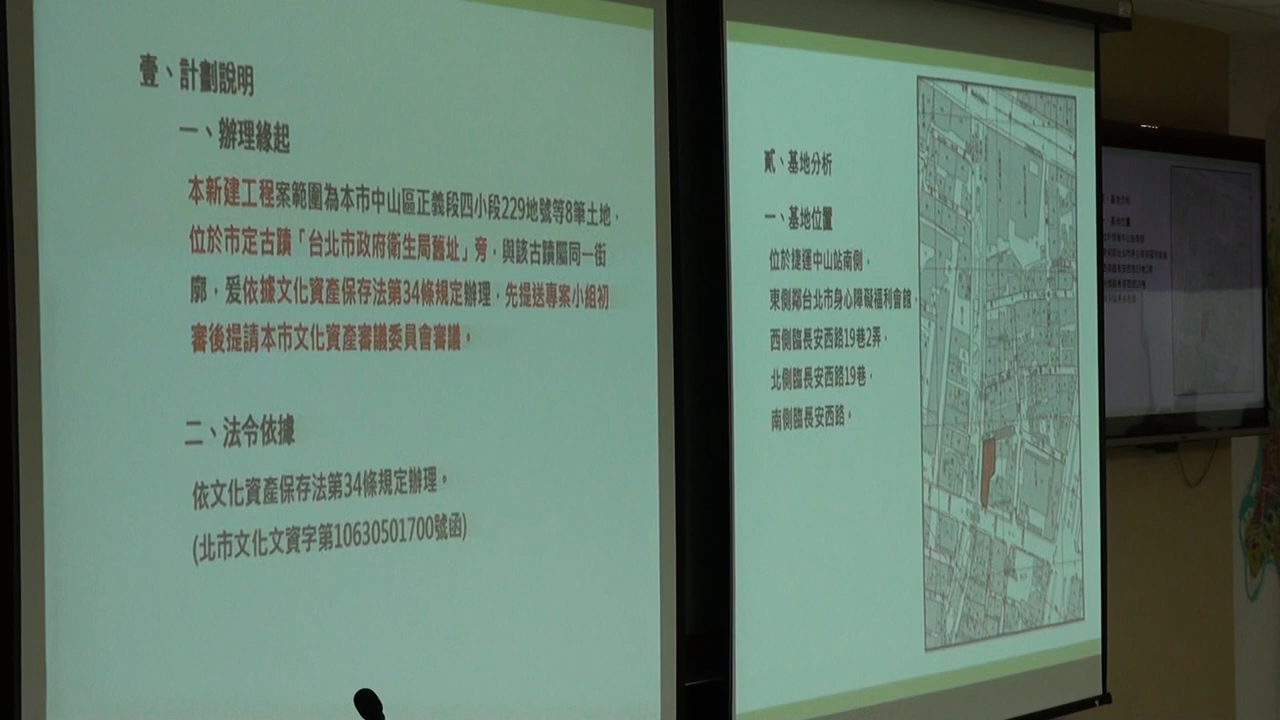 壹、計劃說明
一、辦理緣起
本新建工程案範圍為本市中山區正義段四小段229地號等8筆土地，
位於市定古蹟「台北市政府衛生局舊址」旁，與該古蹟屬同一街
廓，爰依據文化資產保存法第34條規定辦理，先提送專案小組初
審後提請本市文化資產審議委員會審議。
二、法令依據
依文化資產保存法第34條規定辦理。
(北市文化文資字第10630501700號函)
貳、基地分析
一、基地位置
位於捷運中山站南側，
東側鄰台北市身心障礙福利會館，
西側臨長安西路19巷2弄，
北側臨長安西路19巷，
南側臨長安西路。